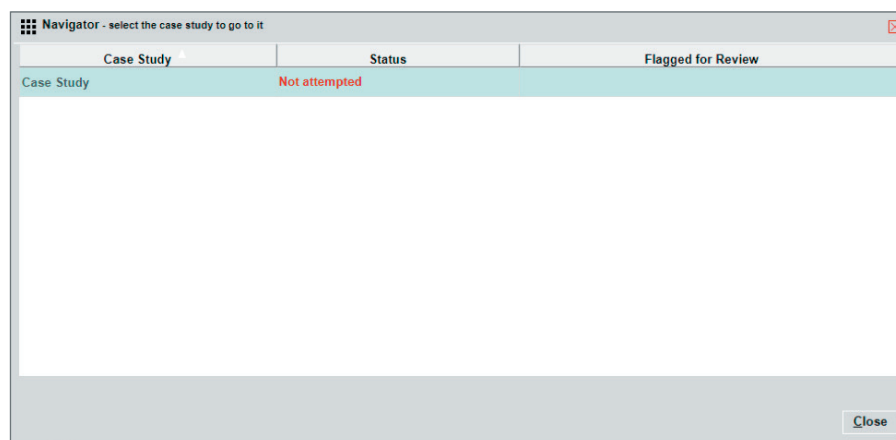 Navigator - select the case study to go to it
Case Study Status Flagged for Review
Case Study Not attempted
Close